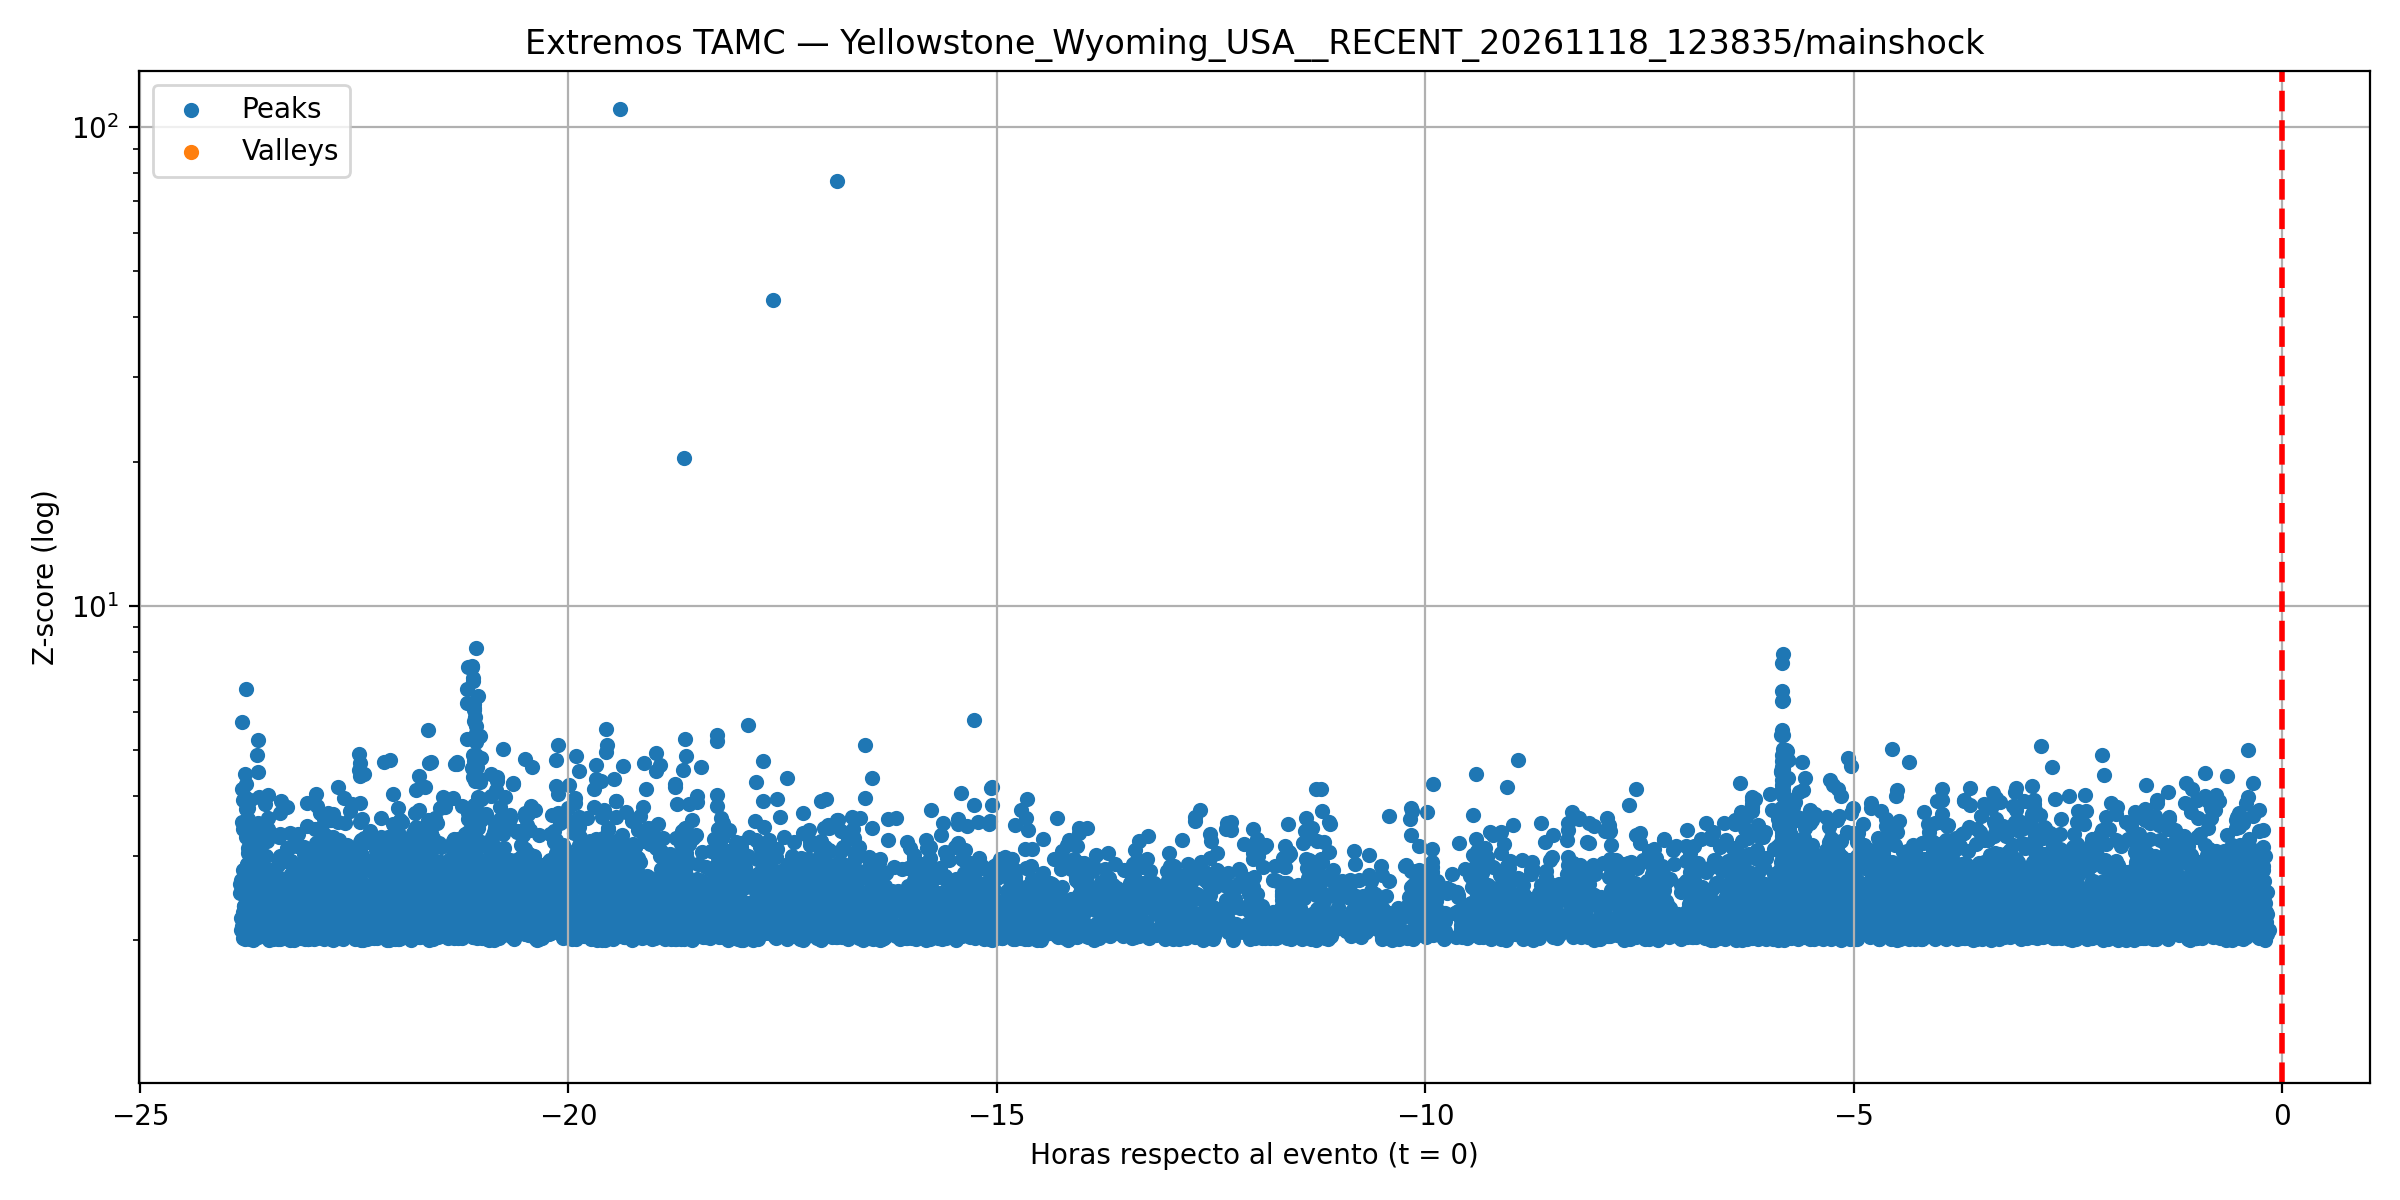 Extremos TAMC — Yellowstone_Wyoming_USA__RECENT_20261118_123835/mainshock
Peaks
Valleys
10²
10¹
Z-score (log)
−25
−20
−15
−10
−5
0
Horas respecto al evento (t = 0)